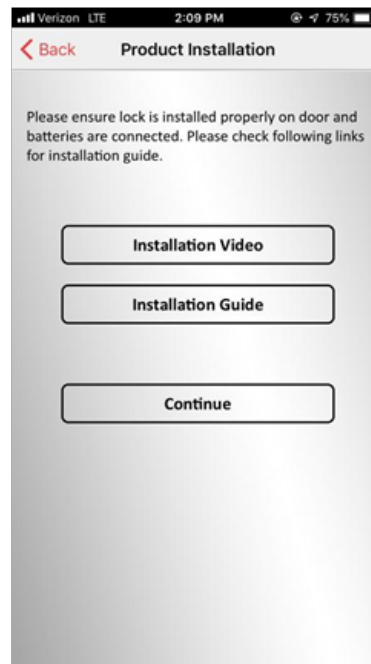 Verizon LTE 2:09 PM 75%
Back Product Installation
Please ensure lock is installed properly on door and
batteries are connected. Please check following links
for installation guide.
Installation Video
Installation Guide
Continue